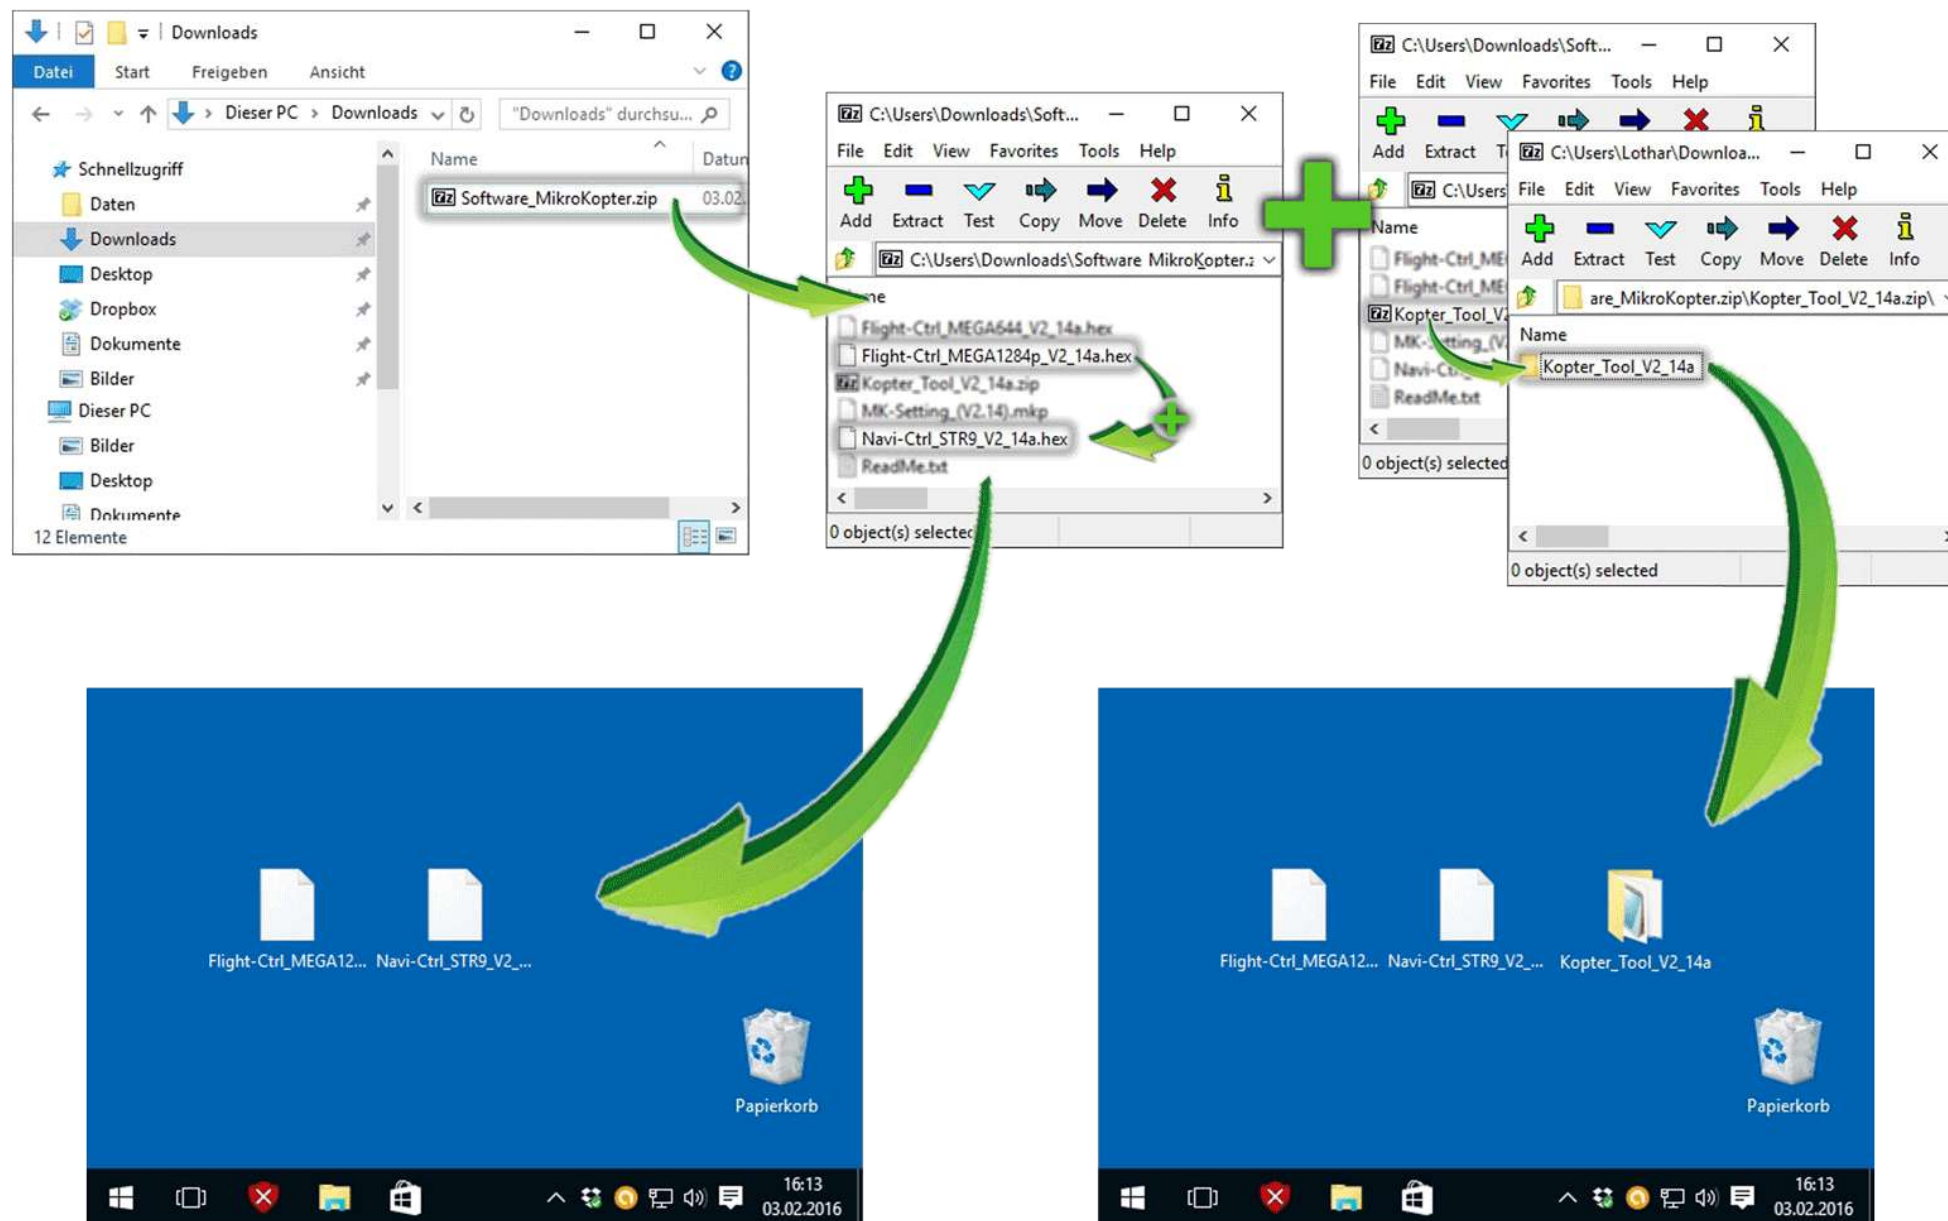 Downloads
Datei Start Freigeben Ansicht
Dieser PC > Downloads "Downloads" durchsu...
Schnellzugriff
Daten
Downloads
Desktop
Dropbox
Dokumente
Bilder
Dieser PC
Bilder
Desktop
Dokumente
12 Elemente
Name Datun
Software_MikroKopter.zip 03.02.
C:\Users\Downloads\Soft...
File Edit View Favorites Tools Help
Add Extract Test Copy Move Delete Info
C:\Users\Downloads\Software MikroKopter.z
Flight-Ctrl_MEGA644_V2_14a.hex
Flight-Ctrl_MEGA1284p_V2_14a.hex
Kopter_Tool_V2_14a.zip
MK-Setting_(V2.14).mkp
Navi-Ctrl_STR9_V2_14a.hex
ReadMe.txt
0 object(s) selected
C:\Users\Downloads\Soft...
File Edit View Favorites Tools Help
Add Extract
C:\Users
Name
Flight-Ctrl_ME
Flight-Ctrl_ME
Kopter_Tool_V2
ReadMe.txt
0 object(s) selected
C:\Users\Lothar\Downloa...
File Edit View Favorites Tools Help
Add Extract Test Copy Move Delete Info
are_MikroKopter.zip\Kopter_Tool_V2_14a.zip\
Name
Kopter_Tool_V2_14a
0 object(s) selected
Flight-Ctrl_MEGA12... Navi-Ctrl_STR9_V2_...
Papierkorb
16:13
03.02.2016
Flight-Ctrl_MEGA12... Navi-Ctrl_STR9_V2_... Kopter_Tool_V2_14a
Papierkorb
16:13
03.02.2016